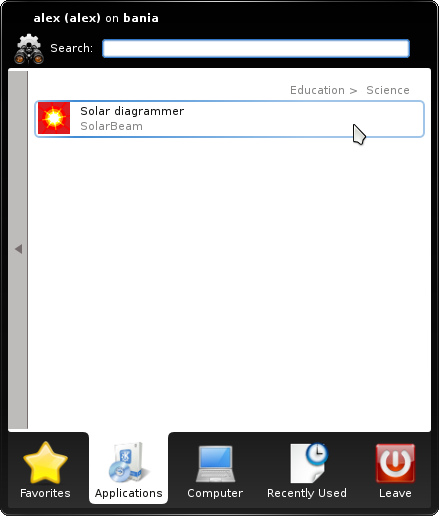 alex (alex) on bania
Search:
Education > Science
Solar diagrammer
SolarBeam
Favorites Applications Computer Recently Used Leave